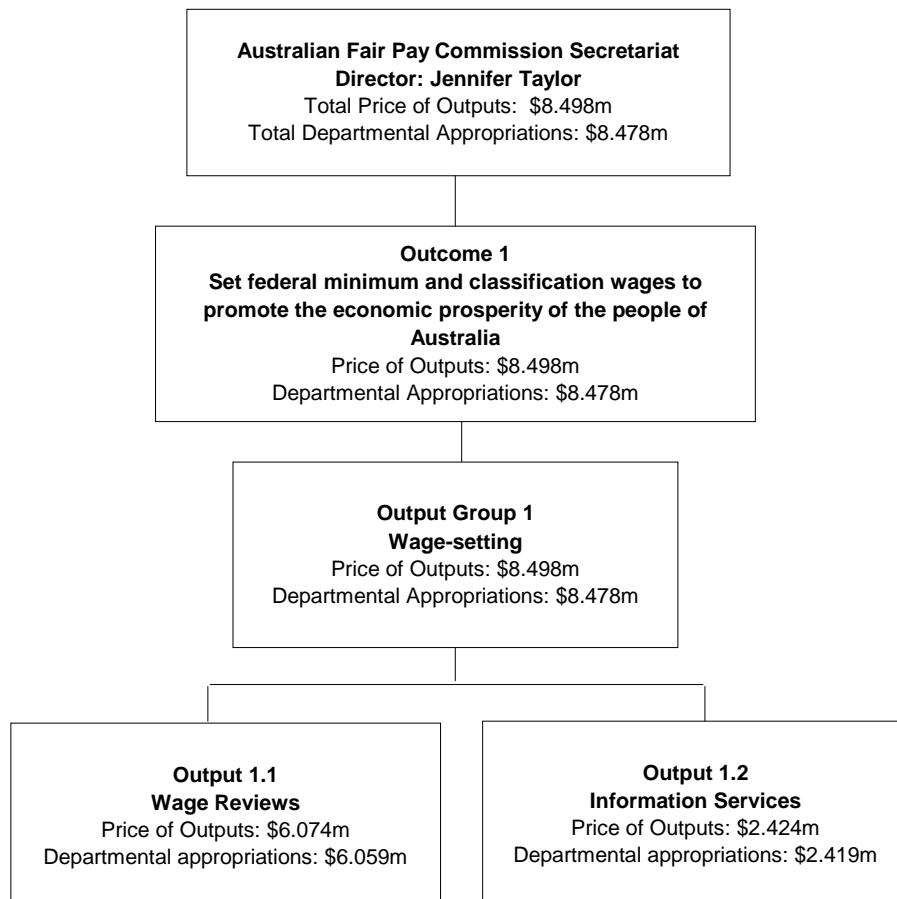 Australian Fair Pay Commission Secretariat
Director: Jennifer Taylor
Total Price of Outputs:  $8.498m
Total Departmental Appropriations: $8.478m
Outcome 1
Set federal minimum and classification wages to
promote the economic prosperity of the people of
Australia
Price of Outputs: $8.498m
Departmental Appropriations: $8.478m
Output Group 1
Wage-setting
Price of Outputs: $8.498m
Departmental Appropriations: $8.478m
Output 1.1
Wage Reviews
Price of Outputs: $6.074m
Departmental appropriations: $6.059m
Output 1.2
Information Services
Price of Outputs: $2.424m
Departmental appropriations: $2.419m